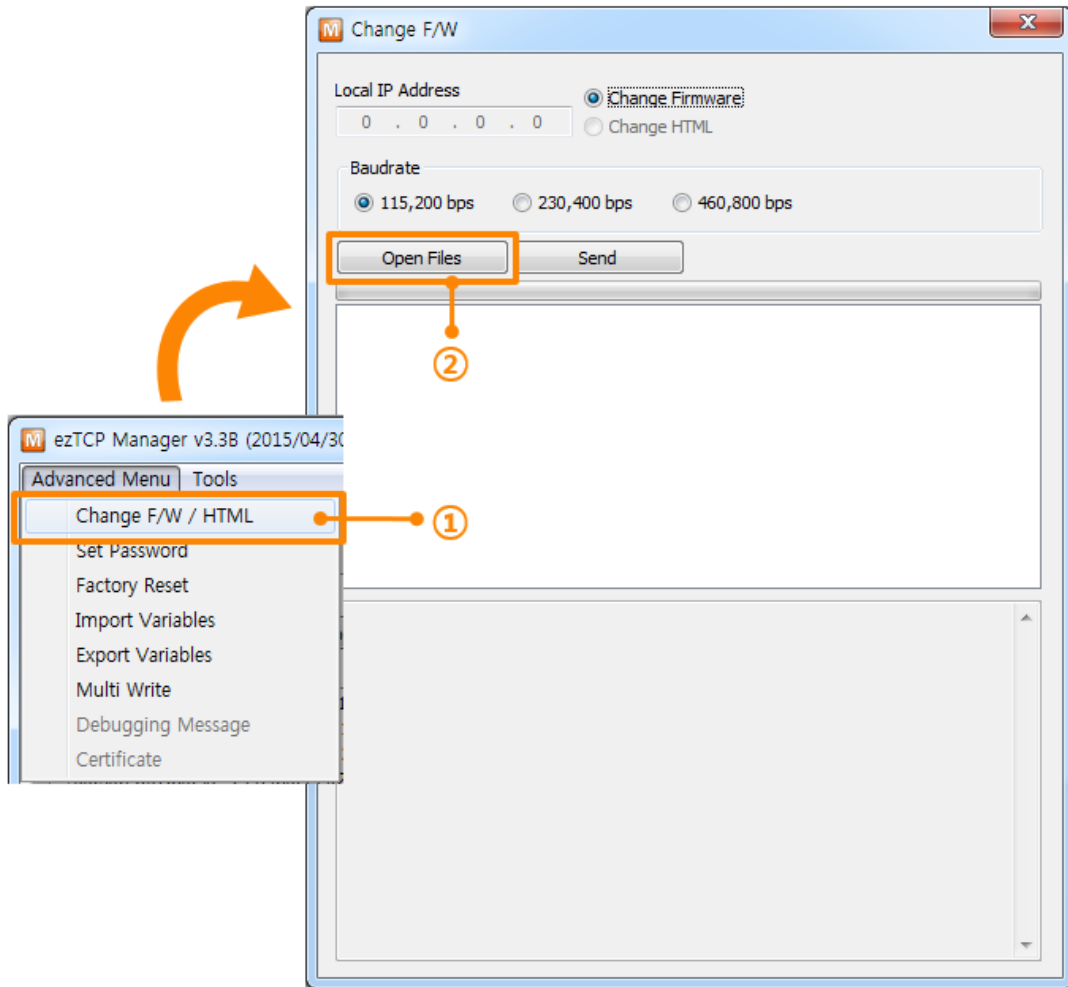 M Change F/W
Local IP Address
Change Firmware
0 . 0 . 0 . 0
Change HTML
Baudrate
115,200 bps 230,400 bps 460,800 bps
Open Files Send
②
M ezTCP Manager v3.3B (2015/04/30
Advanced Menu Tools
Change F/W / HTML
①
Set Password
Factory Reset
Import Variables
Export Variables
Multi Write
Debugging Message
Certificate